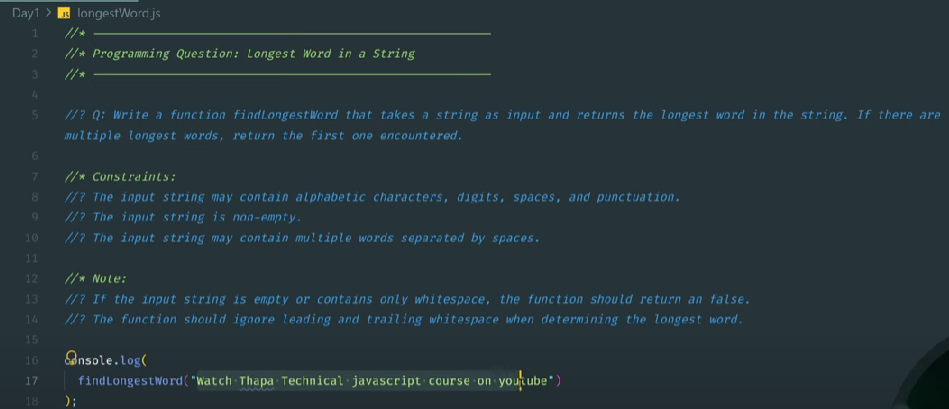 Day1 > JS longestWord.js
1 //* ————————————————————
2 //* Programming Question: Longest Word in a String
3 //* ————————————————————
4
5 //? Q: Write a function findLongestWord that takes a string as input and returns the longest word in the string. If there are
multiple longest words, return the first one encountered.
6
7 //* Constraints:
8 //? The input string may contain alphabetic characters, digits, spaces, and punctuation.
9 //? The input string is non-empty.
10 //? The input string may contain multiple words separated by spaces.
11
12 //* Note:
13 //? If the input string is empty or contains only whitespace, the function should return an false.
14 //? The function should ignore leading and trailing whitespace when determining the longest word.
15
16 console.log(
17 findLongestWord("Watch Thapa Technical javascript course on youtube")
18 );